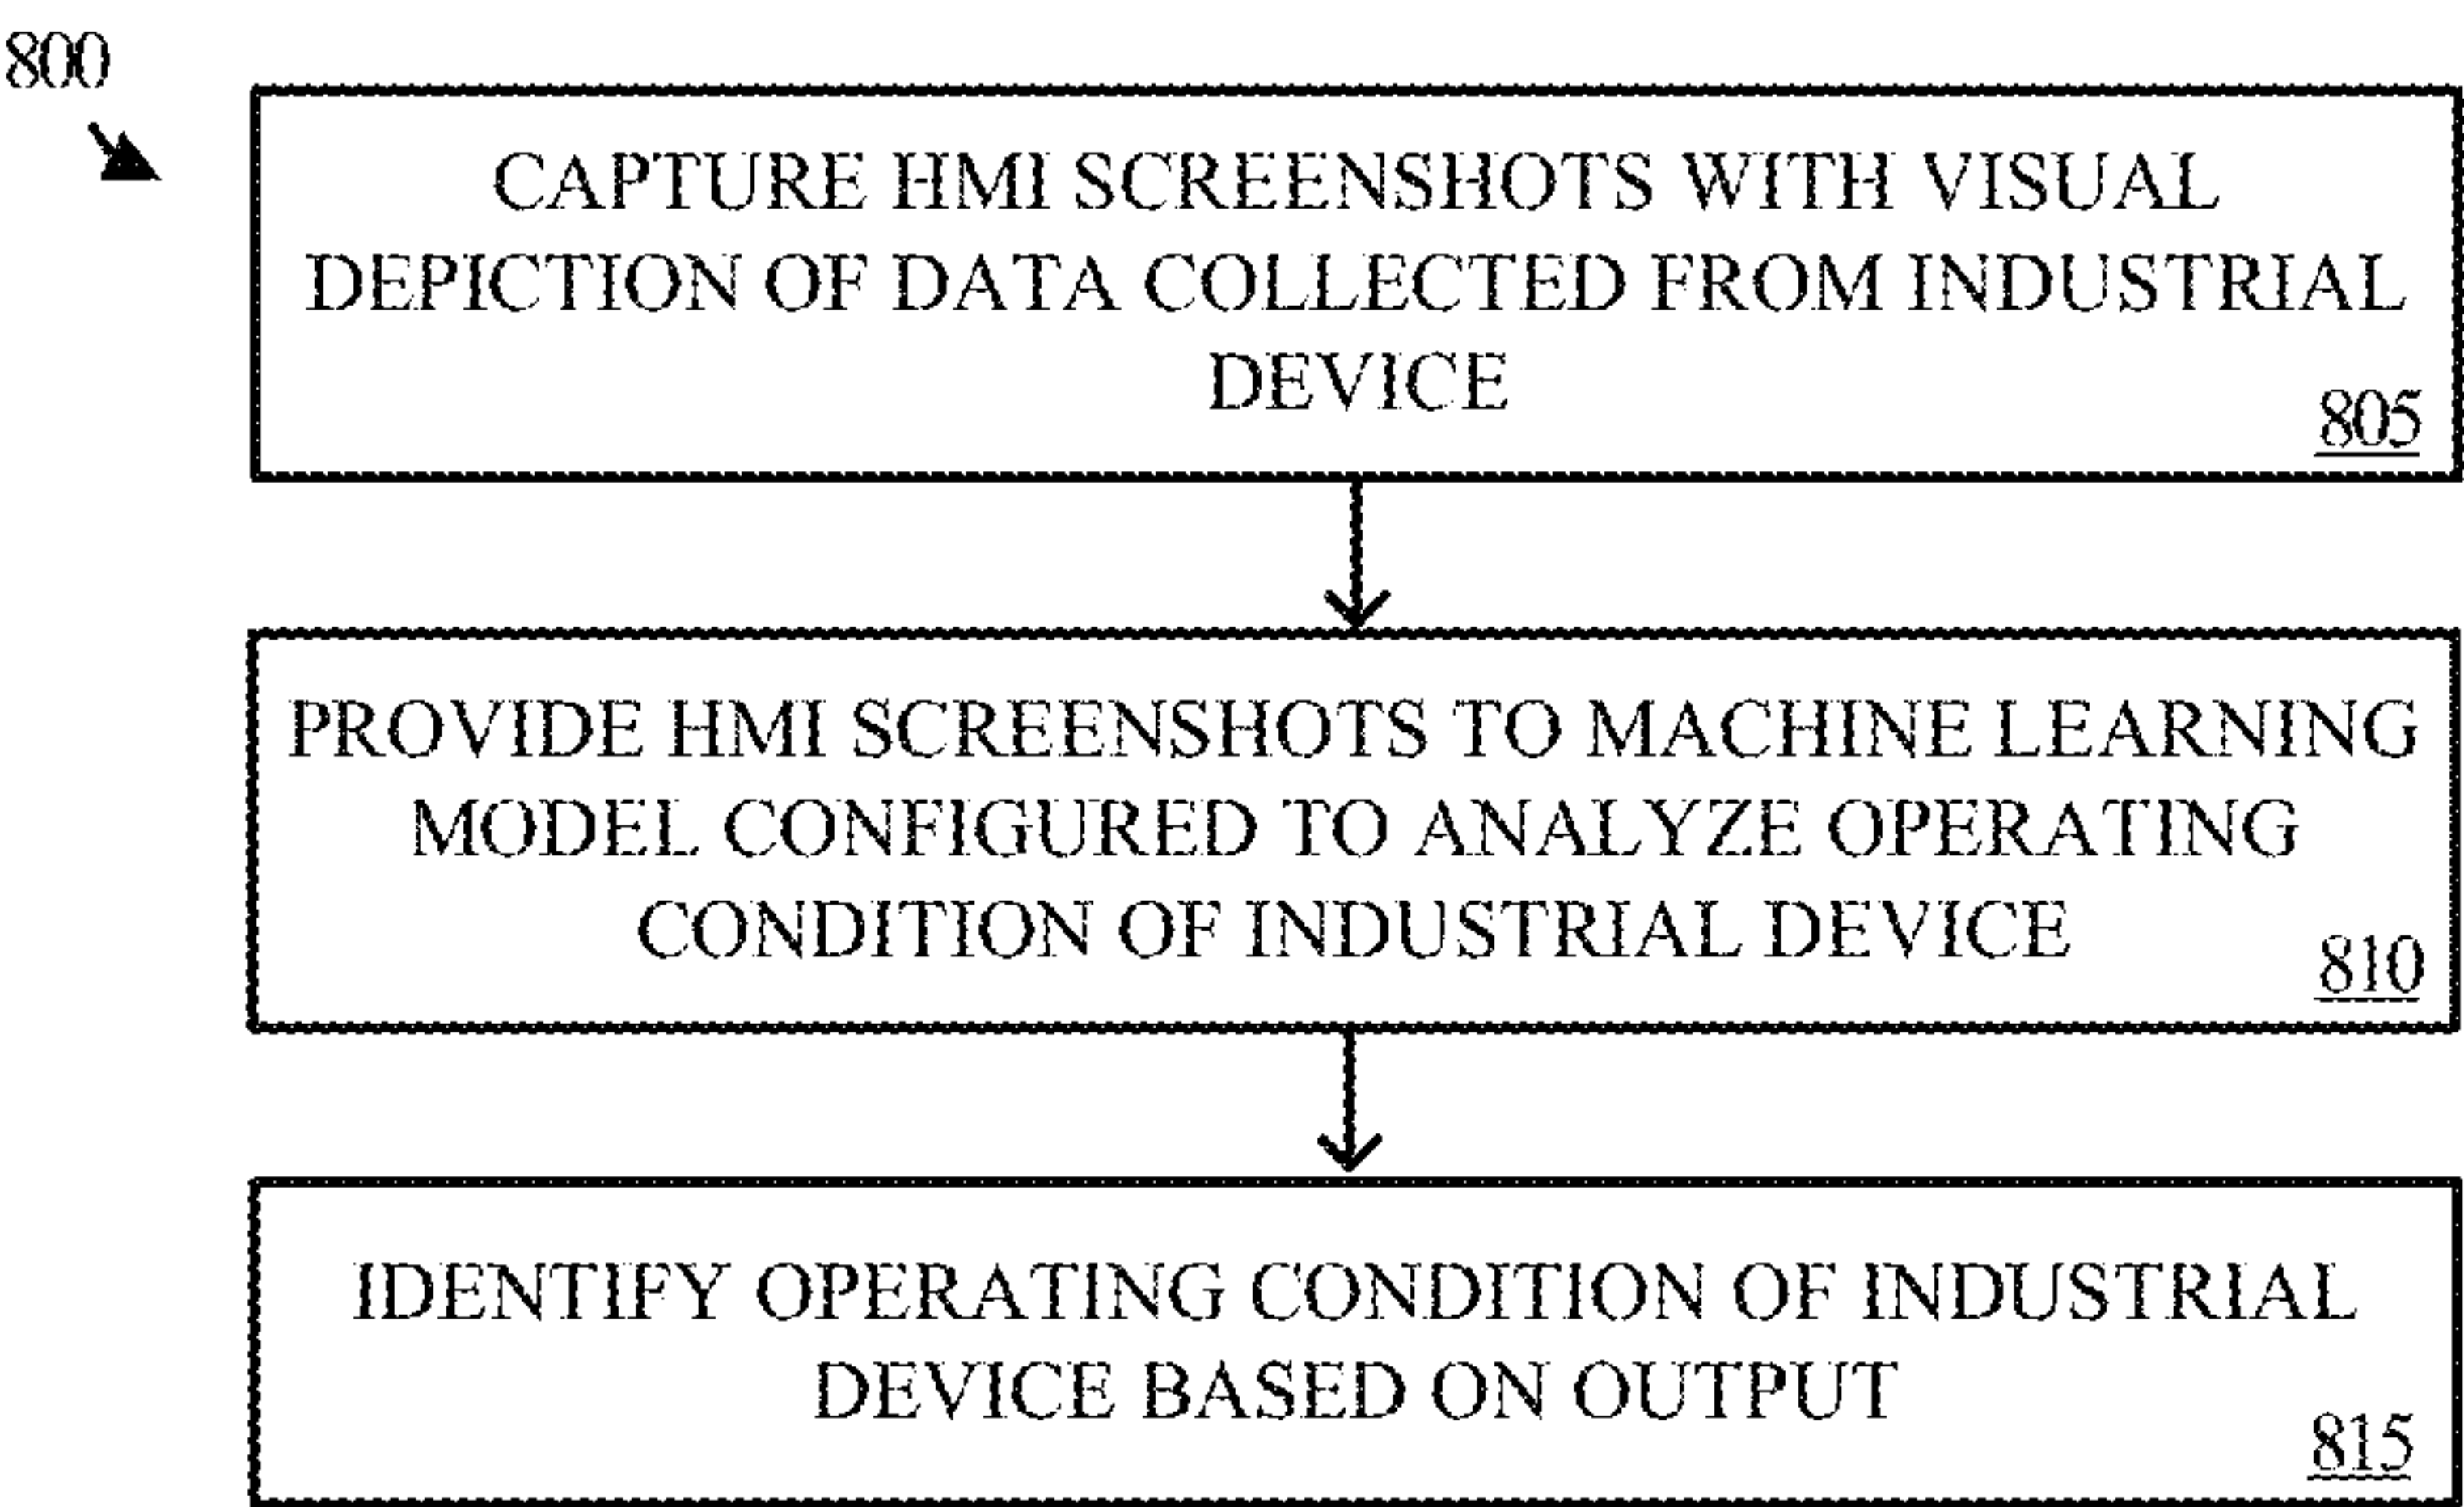 800
CAPTURE HMI SCREENSHOTS WITH VISUAL
DEPICTION OF DATA COLLECTED FROM INDUSTRIAL
DEVICE
805
PROVIDE HMI SCREENSHOTS TO MACHINE LEARNING
MODEL CONFIGURED TO ANALYZE OPERATING
CONDITION OF INDUSTRIAL DEVICE
810
IDENTIFY OPERATING CONDITION OF INDUSTRIAL
DEVICE BASED ON OUTPUT
815